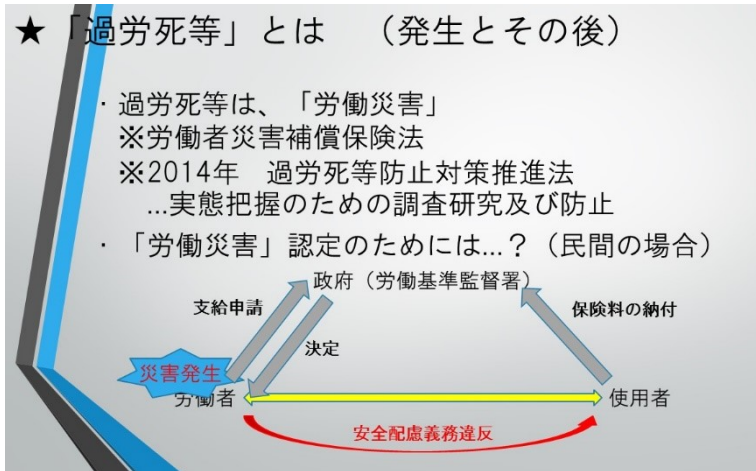 ★「過労死等」とは　（発生とその後）
・過労死等は、「労働災害」
※労働者災害補償保険法
※2014年　過労死等防止対策推進法
…実態把握のための調査研究及び防止
・「労働災害」認定のためには…？（民間の場合）
政府（労働基準監督署）
支給申請
保険料の納付
決定
災害発生
労働者
使用者
安全配慮義務違反